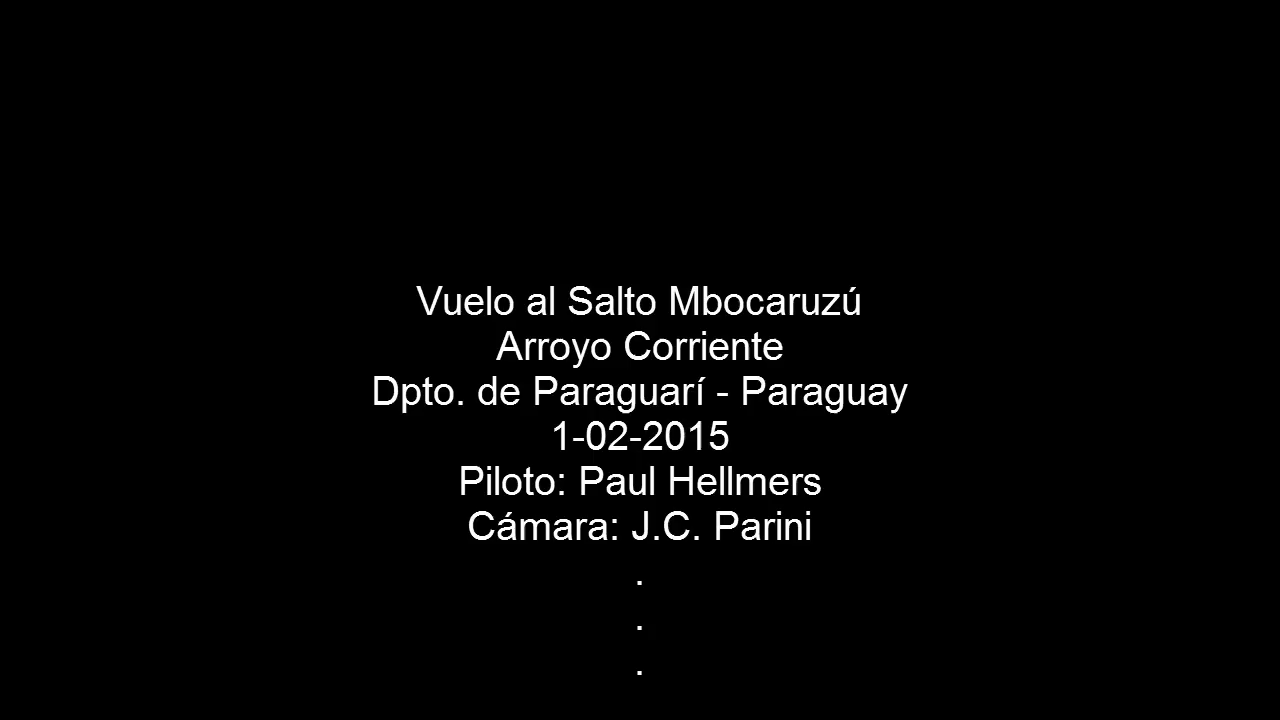 Vuelo al Salto Mbocaruzú
Arroyo Corriente
Dpto. de Paraguarí - Paraguay
1-02-2015
Piloto: Paul Hellmers
Cámara: J.C. Parini
.
.
.